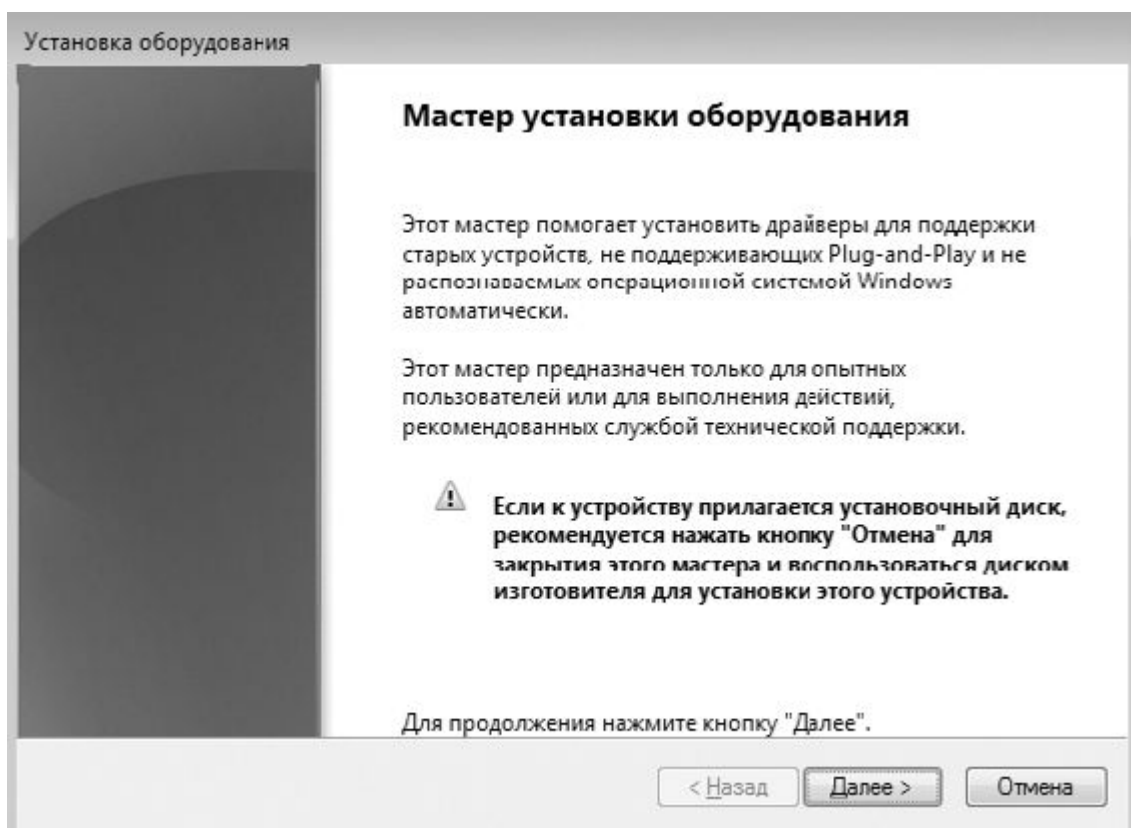 Установка оборудования
Мастер установки оборудования
Этот мастер помогает установить драйверы для поддержки
старых устройств, не поддерживающих Plug-and-Play и не
распознаваемых операционной системой Windows
автоматически.
Этот мастер предназначен только для опытных
пользователей или для выполнения действий,
рекомендованных службой технической поддержки.
Если к устройству прилагается установочный диск,
рекомендуется нажать кнопку "Отмена" для
закрытия этого мастера и воспользоваться диском
изготовителя для установки этого устройства.
Для продолжения нажмите кнопку "Далее".
< Назад Далее > Отмена